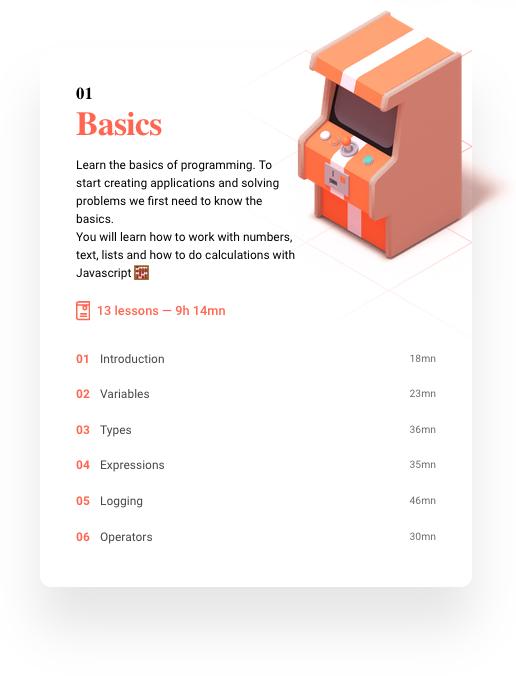 01
Basics
Learn the basics of programming. To
start creating applications and solving
problems we first need to know the
basics.
You will learn how to work with numbers,
text, lists and how to do calculations with
Javascript 🧮
13 lessons — 9h 14mn
01 Introduction 18mn
02 Variables 23mn
03 Types 36mn
04 Expressions 35mn
05 Logging 46mn
06 Operators 30mn